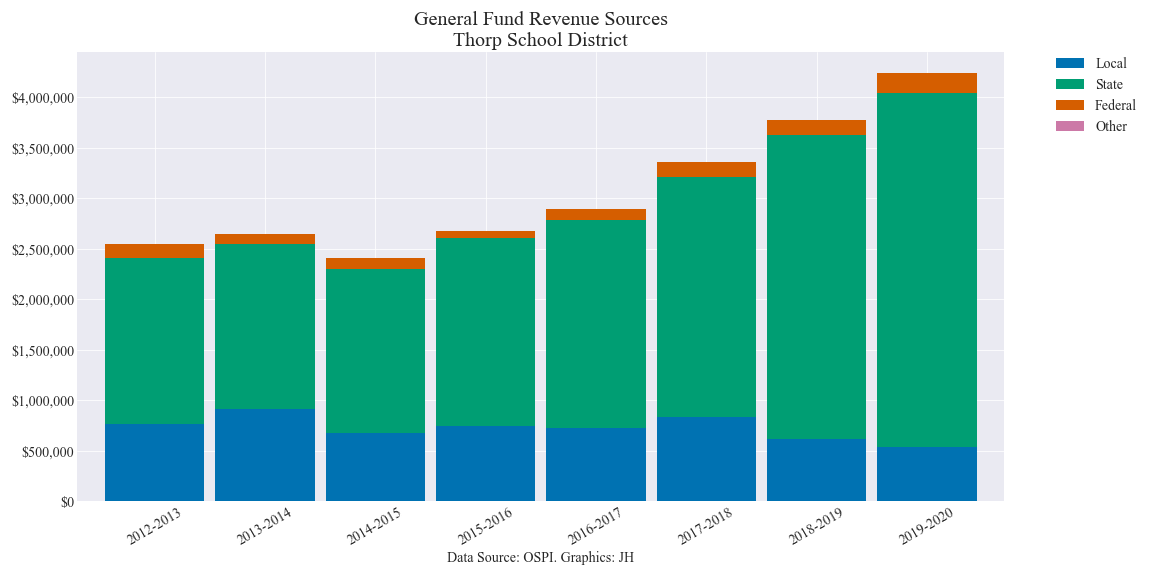 General Fund Revenue Sources
Thorp School District
Local
State
Federal
Other
$4,000,000
$3,500,000
$3,000,000
$2,500,000
$2,000,000
$1,500,000
$1,000,000
$500,000
$0
2012-2013
2013-2014
2014-2015
2015-2016
2016-2017
2017-2018
2018-2019
2019-2020
Data Source: OSPI. Graphics: JH